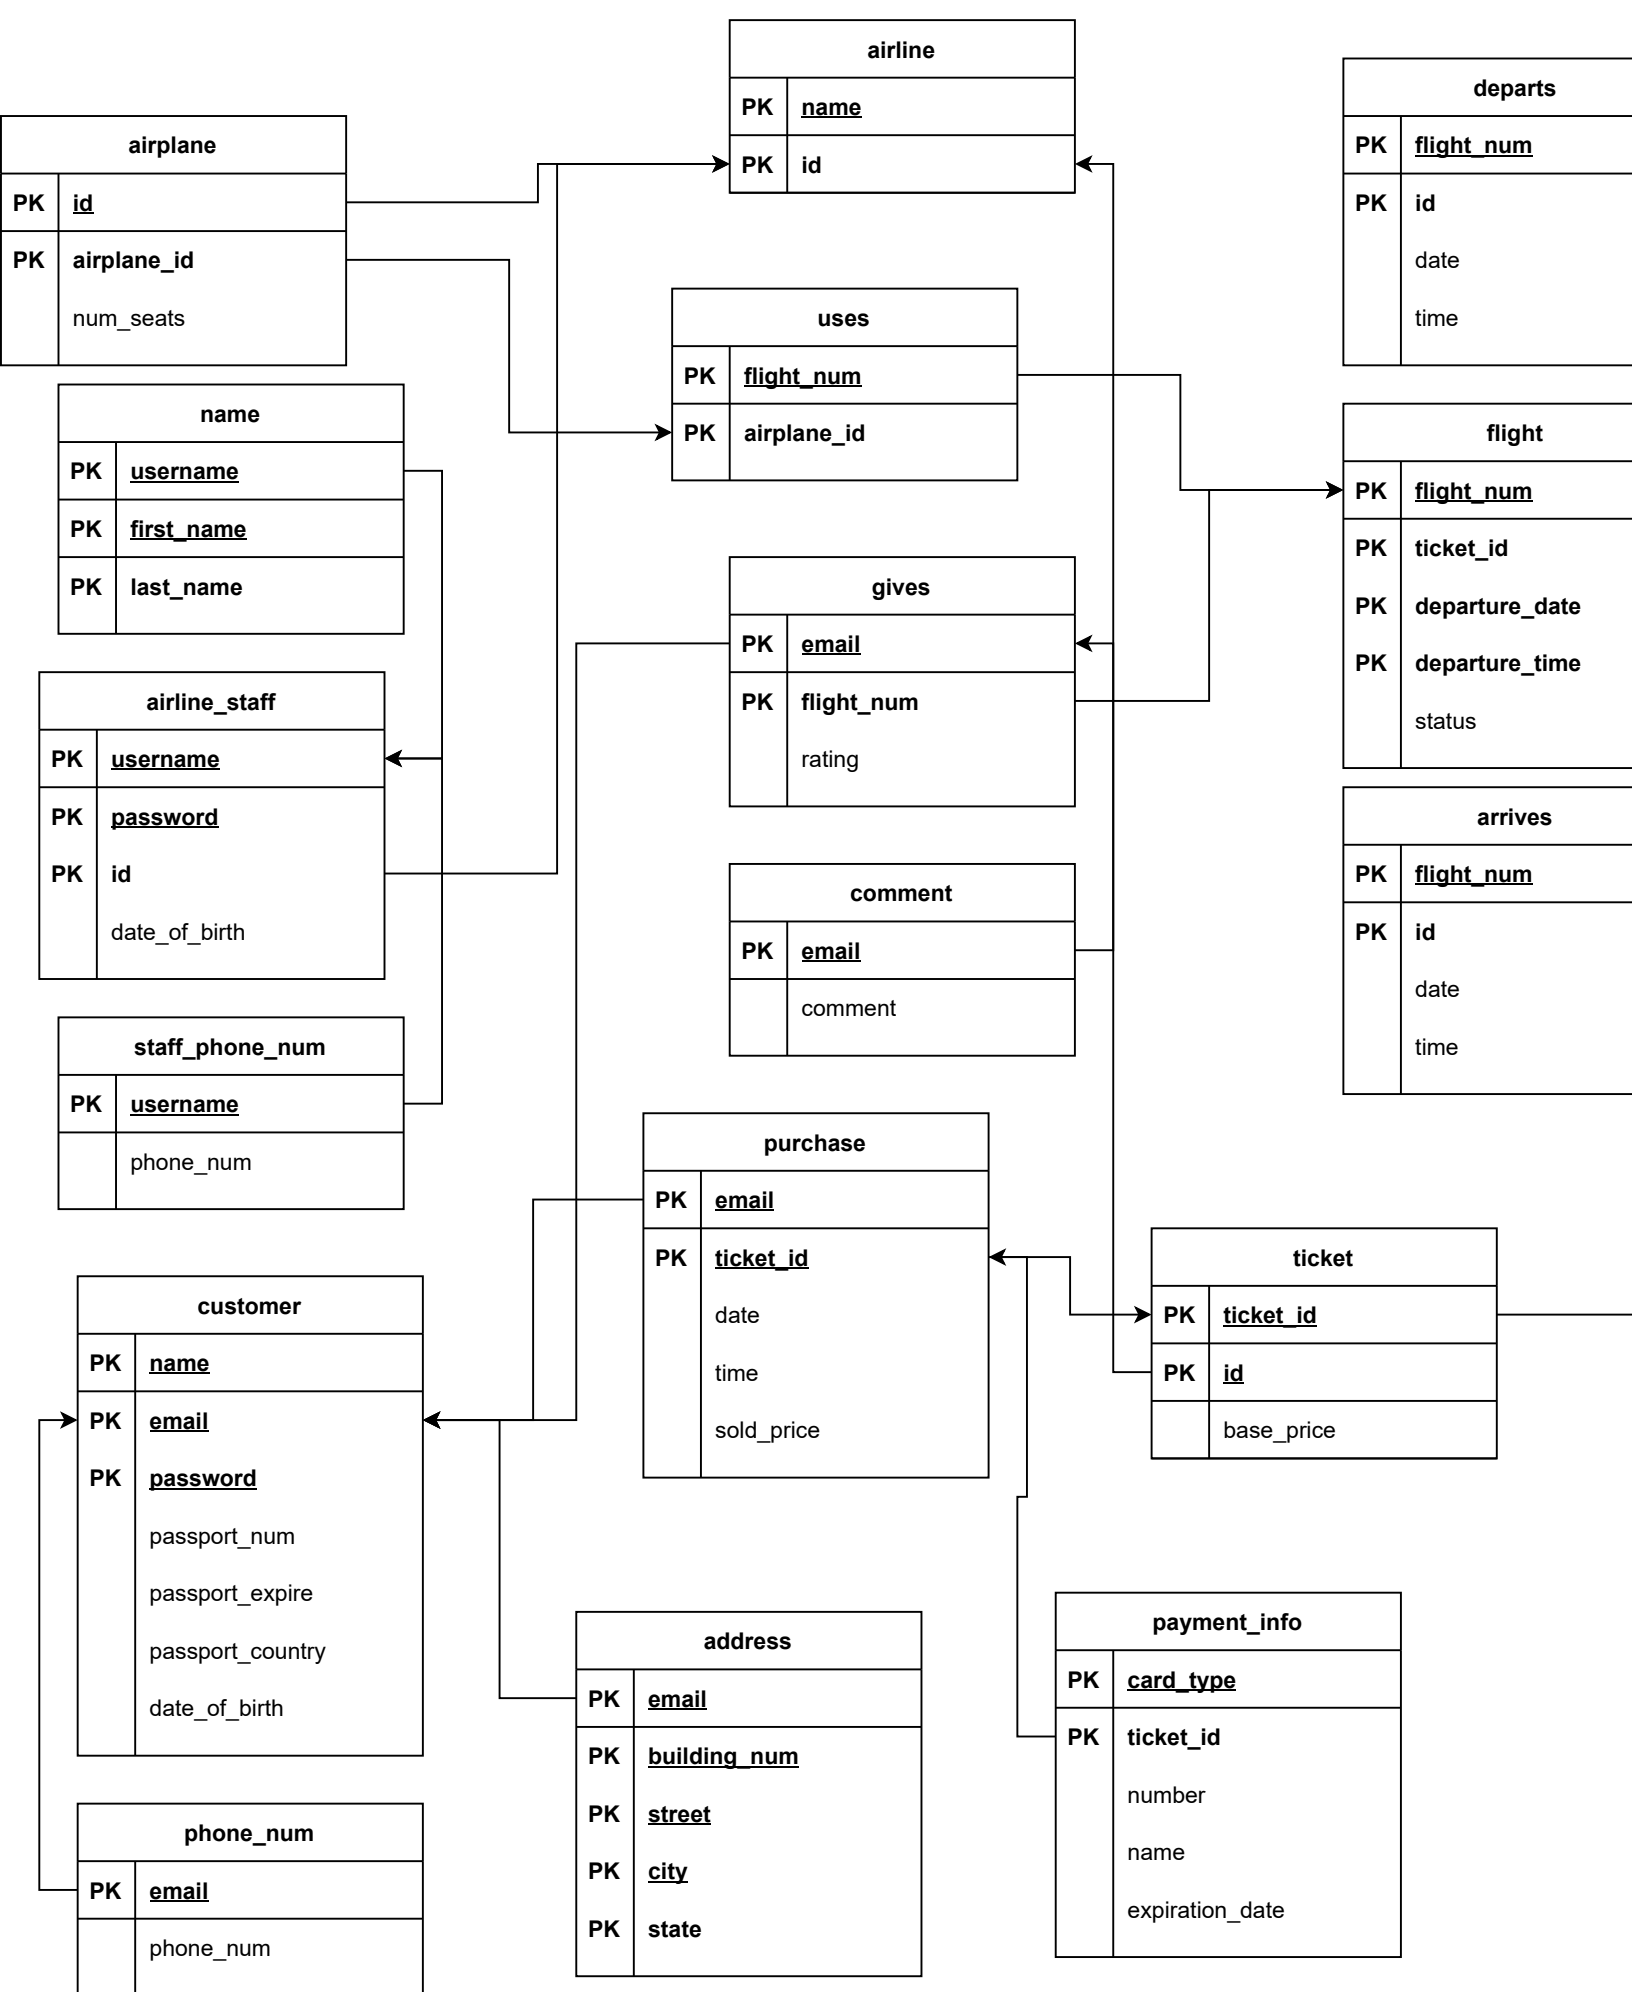 airline
PK name
PK id
departs
PK flight_num
PK id
date
time
airplane
PK id
PK airplane_id
num_seats
uses
PK flight_num
PK airplane_id
name
PK username
PK first_name
PK last_name
flight
PK flight_num
PK ticket_id
PK departure_date
PK departure_time
status
gives
PK email
PK flight_num
rating
airline_staff
PK username
PK password
PK id
date_of_birth
arrives
PK flight_num
PK id
date
time
comment
PK email
comment
staff_phone_num
PK username
phone_num
purchase
PK email
PK ticket_id
date
time
sold_price
ticket
PK ticket_id
PK id
base_price
customer
PK name
PK email
PK password
passport_num
passport_expire
passport_country
date_of_birth
address
PK email
PK building_num
PK street
PK city
PK state
payment_info
PK card_type
PK ticket_id
number
name
expiration_date
phone_num
PK email
phone_num